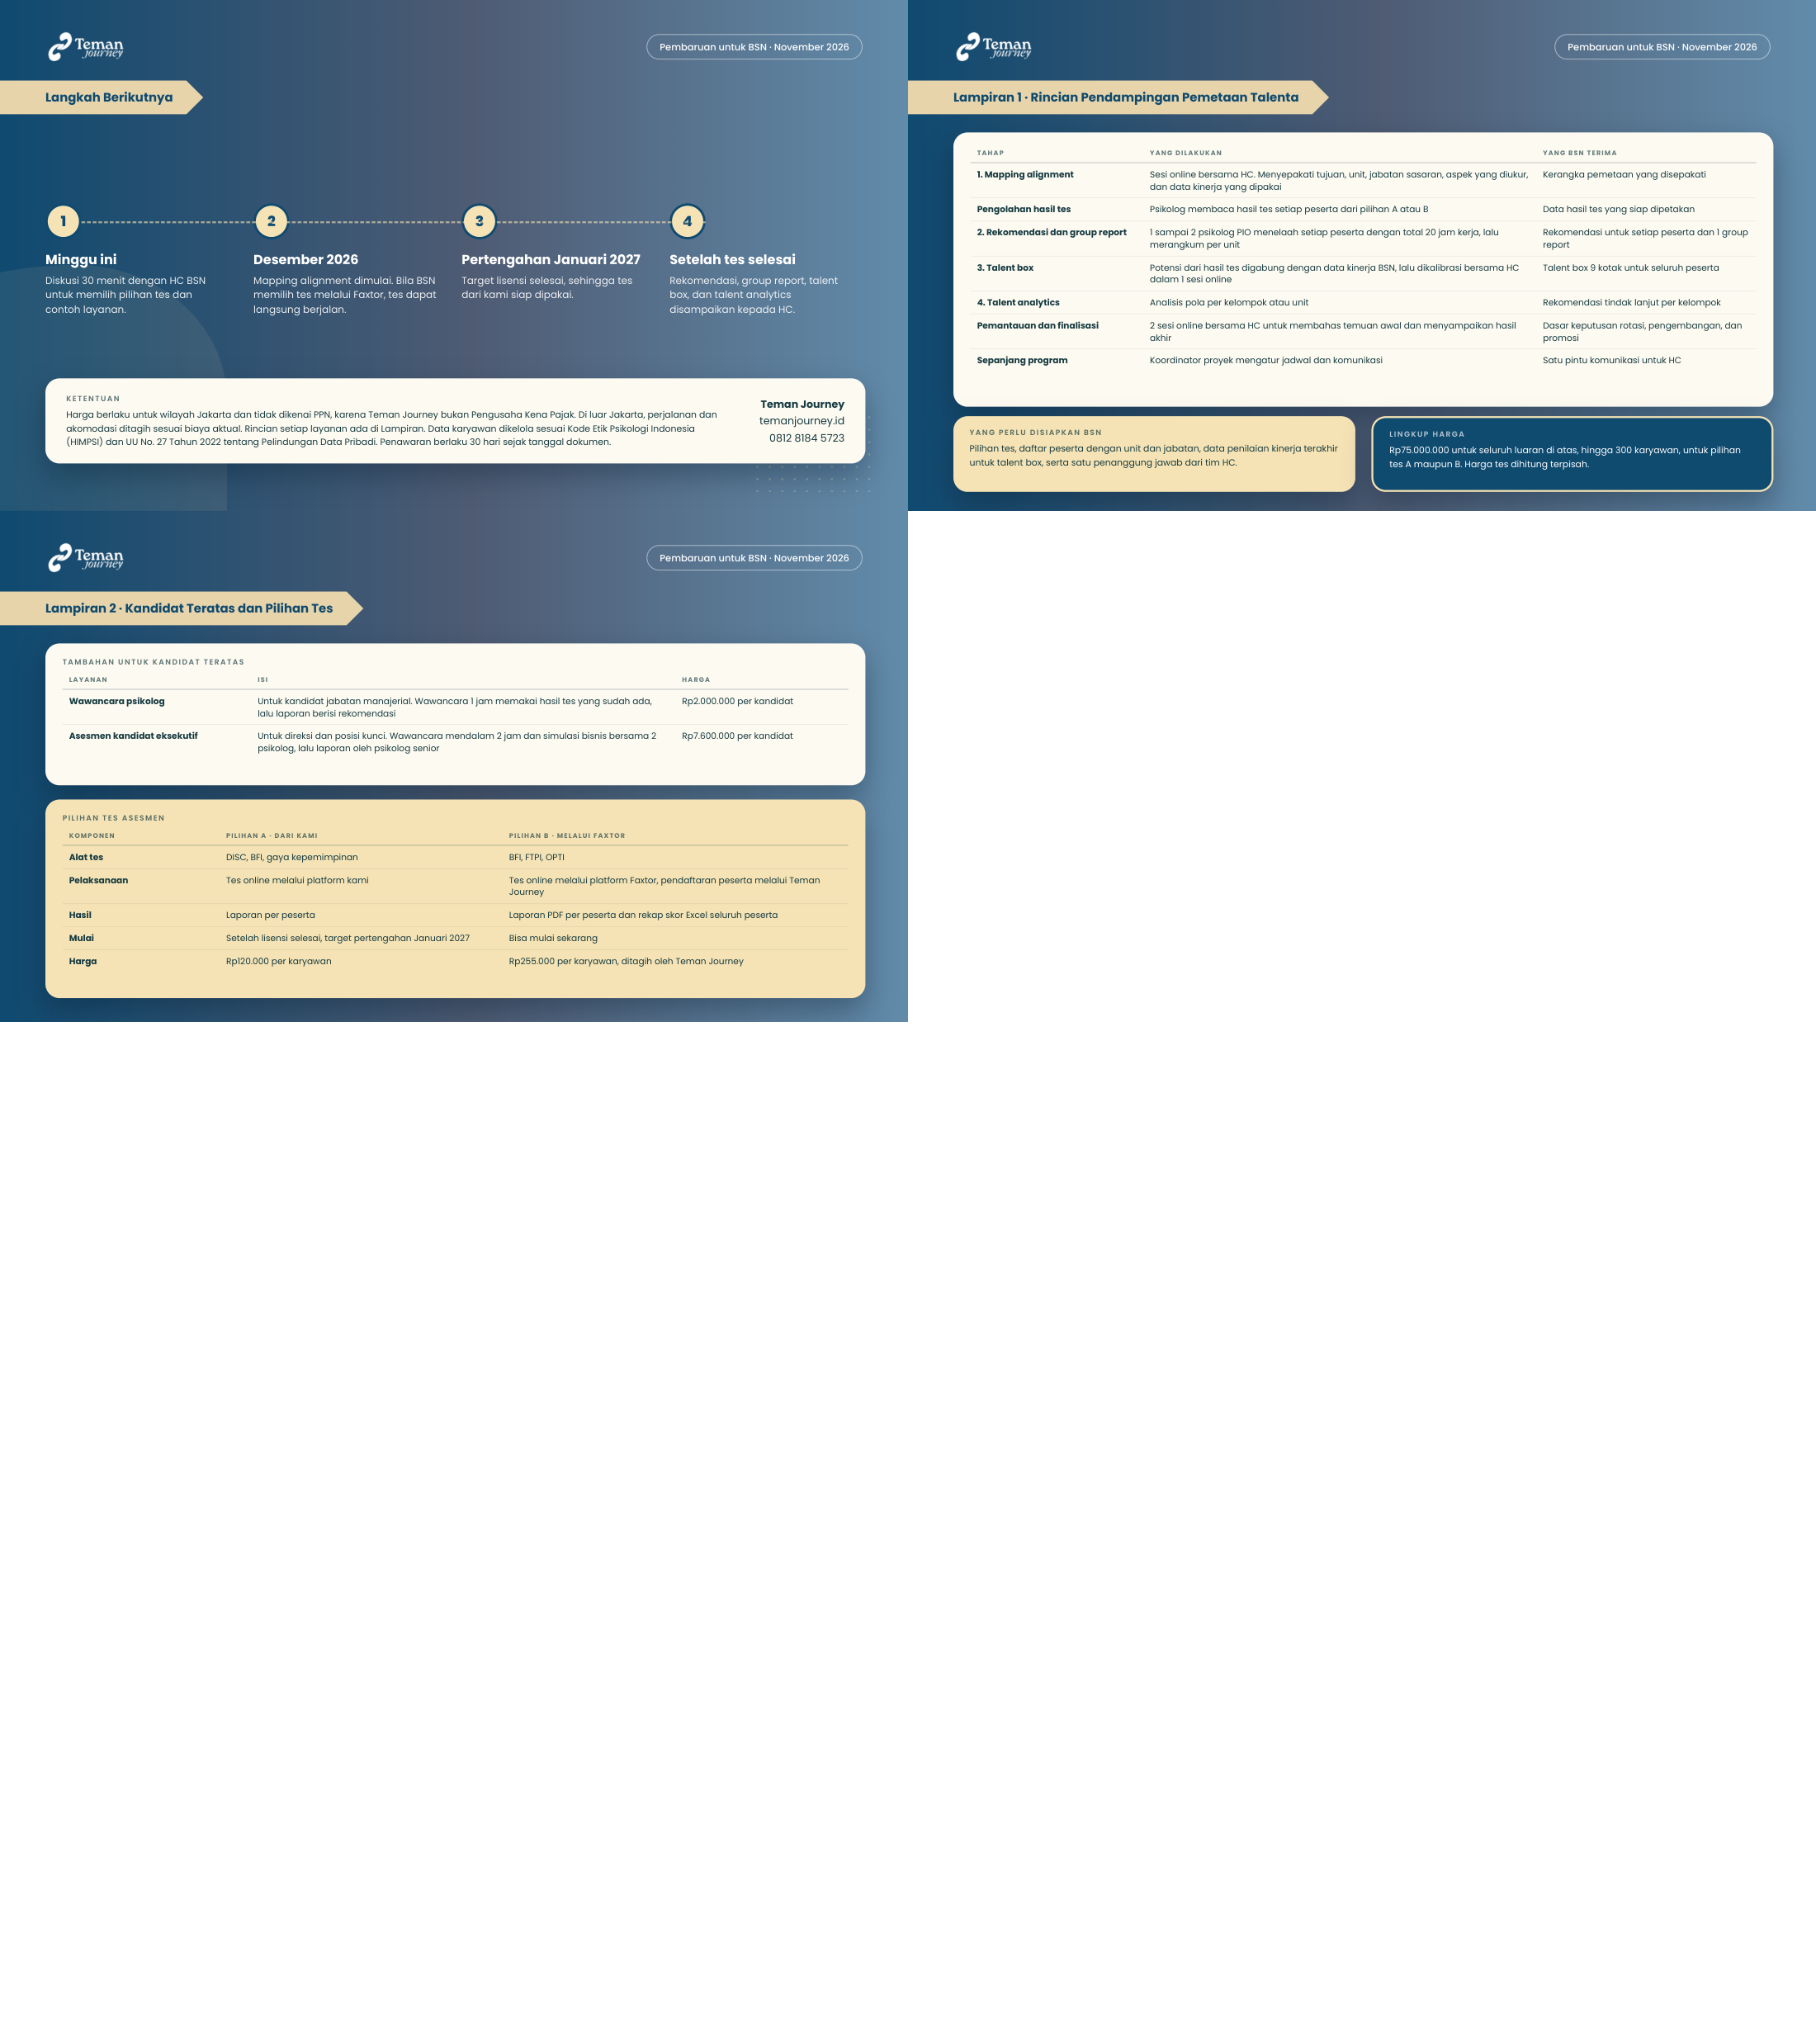 Teman
Journey
Pembaruan untuk BSN · November 2026
Langkah Berikutnya
1
2
3
4
Minggu ini
Diskusi 30 menit dengan HC BSN
untuk memilih pilihan tes dan
contoh layanan.
Desember 2026
Mapping alignment dimulai. Bila BSN
memilih tes melalui Faxtor, tes dapat
langsung berjalan.
Pertengahan Januari 2027
Target lisensi selesai, sehingga tes
dari kami siap dipakai.
Setelah tes selesai
Rekomendasi, group report, talent
box, dan talent analytics
disampaikan kepada HC.
KETENTUAN
Harga berlaku untuk wilayah Jakarta dan tidak dikenai PPN, karena Teman Journey bukan Pengusaha Kena Pajak. Di luar Jakarta, perjalanan dan
akomodasi ditagih sesuai biaya aktual. Rincian setiap layanan ada di Lampiran. Data karyawan dikelola sesuai Kode Etik Psikologi Indonesia
(HIMPSI) dan UU No. 27 Tahun 2022 tentang Pelindungan Data Pribadi. Penawaran berlaku 30 hari sejak tanggal dokumen.
Teman Journey
temanjourney.id
0812 8184 5723
Teman
Journey
Pembaruan untuk BSN · November 2026
Lampiran 1 · Rincian Pendampingan Pemetaan Talenta
TAHAP YANG DILAKUKAN YANG BSN TERIMA
1. Mapping alignment Sesi online bersama HC. Menyepakati tujuan, unit, jabatan sasaran, aspek yang diukur, Kerangka pemetaan yang disepakati
dan data kinerja yang dipakai
Pengolahan hasil tes Psikolog membaca hasil tes setiap peserta dari pilihan A atau B Data hasil tes yang siap dipetakan
2. Rekomendasi dan group report 1 sampai 2 psikolog PIO menelaah setiap peserta dengan total 20 jam kerja, lalu Rekomendasi untuk setiap peserta dan 1 group
merangkum per unit report
3. Talent box Potensi dari hasil tes digabung dengan data kinerja BSN, lalu dikalibrasi bersama HC Talent box 9 kotak untuk seluruh peserta
dalam 1 sesi online
4. Talent analytics Analisis pola per kelompok atau unit Rekomendasi tindak lanjut per kelompok
Pemantauan dan finalisasi 2 sesi online bersama HC untuk membahas temuan awal dan menyampaikan hasil Dasar keputusan rotasi, pengembangan, dan
akhir promosi
Sepanjang program Koordinator proyek mengatur jadwal dan komunikasi Satu pintu komunikasi untuk HC
YANG PERLU DISIAPKAN BSN
Pilihan tes, daftar peserta dengan unit dan jabatan, data penilaian kinerja terakhir
untuk talent box, serta satu penanggung jawab dari tim HC.
LINGKUP HARGA
Rp75.000.000 untuk seluruh luaran di atas, hingga 300 karyawan, untuk pilihan
tes A maupun B. Harga tes dihitung terpisah.
Teman
Journey
Pembaruan untuk BSN · November 2026
Lampiran 2 · Kandidat Teratas dan Pilihan Tes
TAMBAHAN UNTUK KANDIDAT TERATAS
LAYANAN ISI HARGA
Wawancara psikolog Untuk kandidat jabatan manajerial. Wawancara 1 jam memakai hasil tes yang sudah ada, Rp2.000.000 per kandidat
lalu laporan berisi rekomendasi
Asesmen kandidat eksekutif Untuk direksi dan posisi kunci. Wawancara mendalam 2 jam dan simulasi bisnis bersama 2 Rp7.600.000 per kandidat
psikolog, lalu laporan oleh psikolog senior
PILIHAN TES ASESMEN
KOMPONEN PILIHAN A · DARI KAMI PILIHAN B · MELALUI FAXTOR
Alat tes DISC, BFI, gaya kepemimpinan BFI, FTPI, OPTI
Pelaksanaan Tes online melalui platform kami Tes online melalui platform Faxtor, pendaftaran peserta melalui Teman
Journey
Hasil Laporan per peserta Laporan PDF per peserta dan rekap skor Excel seluruh peserta
Mulai Setelah lisensi selesai, target pertengahan Januari 2027 Bisa mulai sekarang
Harga Rp120.000 per karyawan Rp255.000 per karyawan, ditagih oleh Teman Journey